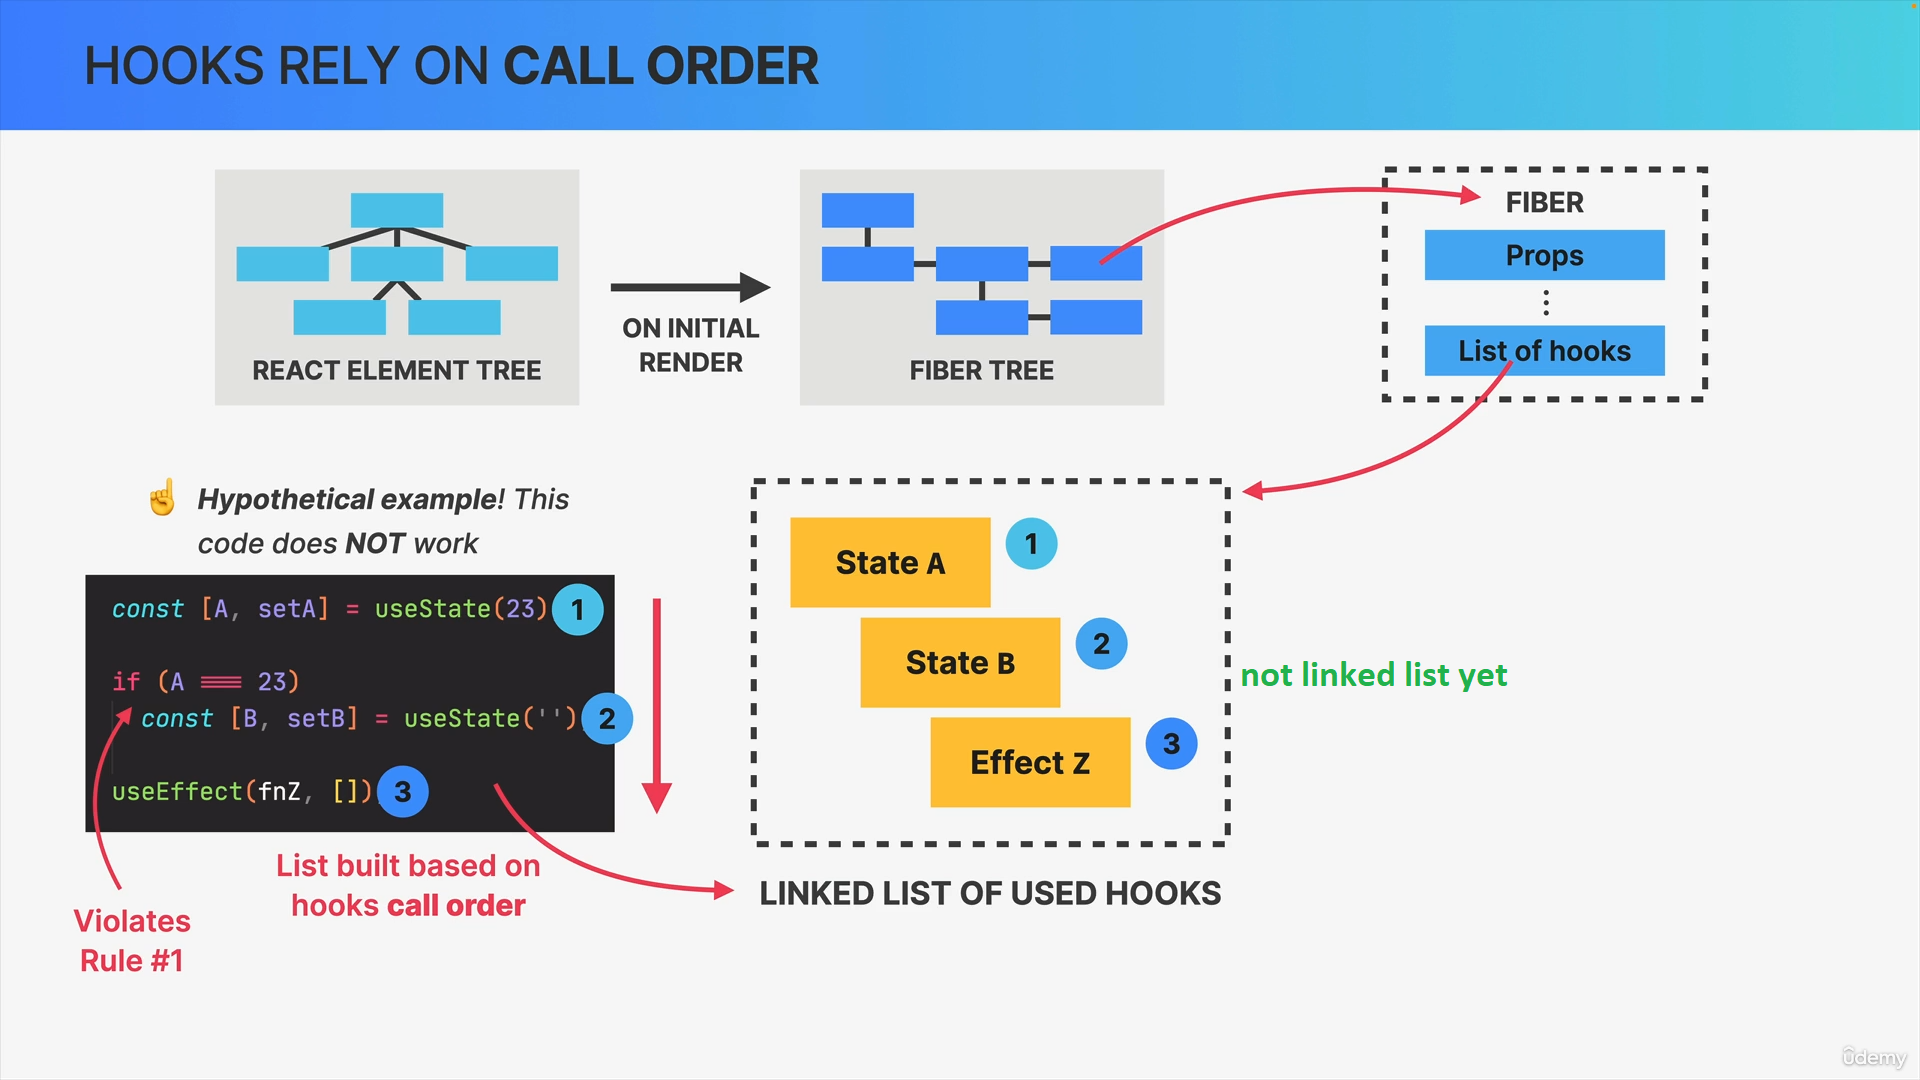 HOOKS RELY ON CALL ORDER
REACT ELEMENT TREE
ON INITIAL
RENDER
FIBER TREE
FIBER
Props
List of hooks
☝️ Hypothetical example! This
code does NOT work
const [A, setA] = useState(23) 1
if (A === 23)
const [B, setB] = useState('') 2
useEffect(fnZ, []) 3
Violates
Rule #1
List built based on
hooks call order
State A 1
State B 2
Effect Z 3
LINKED LIST OF USED HOOKS
not linked list yet
ûdemy